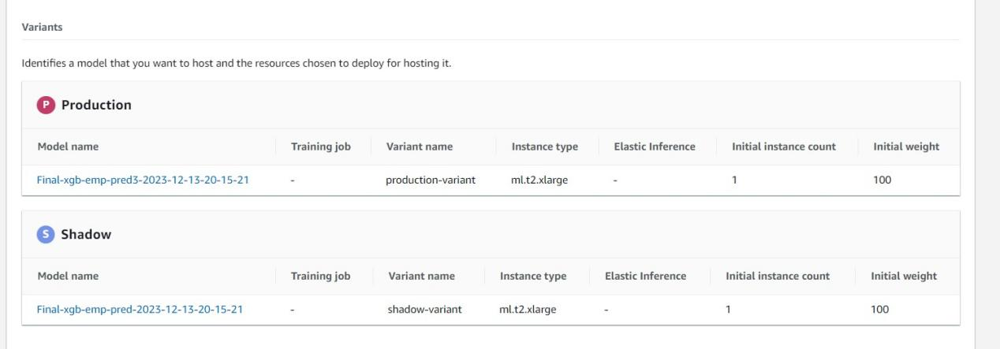 Variants
Identifies a model that you want to host and the resources chosen to deploy for hosting it.
P Production
Model name Training job Variant name Instance type Elastic Inference Initial instance count Initial weight
Final-xgb-emp-pred3-2023-12-13-20-15-21 - production-variant ml.t2.xlarge - 1 100
S Shadow
Model name Training job Variant name Instance type Elastic Inference Initial instance count Initial weight
Final-xgb-emp-pred-2023-12-13-20-15-21 - shadow-variant ml.t2.xlarge - 1 100